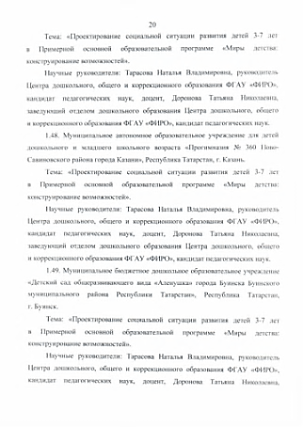 20
Тема: «Проектирование социальной ситуации развития детей 3-7 лет
в Примерной основной образовательной программе «Миры детства:
конструирование возможностей».
Научные руководители: Тарасова Наталья Владимировна, руководитель
Центра дошкольного, общего и коррекционного образования ФГАУ «ФИРО»,
кандидат педагогических наук, доцент, Доронова Татьяна Николаевна,
заведующий отделом дошкольного образования Центра дошкольного, общего
и коррекционного образования ФГАУ «ФИРО», кандидат педагогических наук.
1.48. Муниципальное автономное образовательное учреждение для детей
дошкольного и младшего школьного возраста «Прогимназия № 360 Ново-
Савиновского района города Казани», Республика Татарстан, г. Казань.
Тема: «Проектирование социальной ситуации развития детей 3-7 лет
в Примерной основной образовательной программе «Миры детства:
конструирование возможностей».
Научные руководители: Тарасова Наталья Владимировна, руководитель
Центра дошкольного, общего и коррекционного образования ФГАУ «ФИРО»,
кандидат педагогических наук, доцент, Доронова Татьяна Николаевна,
заведующий отделом дошкольного образования Центра дошкольного, общего
и коррекционного образования ФГАУ «ФИРО», кандидат педагогических наук.
1.49. Муниципальное бюджетное дошкольное образовательное учреждение
«Детский сад общеразвивающего вида «Аленушка» города Буинска Буинского
муниципального района Республики Татарстан», Республика Татарстан,
г. Буинск.
Тема: «Проектирование социальной ситуации развития детей 3-7 лет
в Примерной основной образовательной программе «Миры детства:
конструирование возможностей».
Научные руководители: Тарасова Наталья Владимировна, руководитель
Центра дошкольного, общего и коррекционного образования ФГАУ «ФИРО»,
кандидат педагогических наук, доцент, Доронова Татьяна Николаевна,